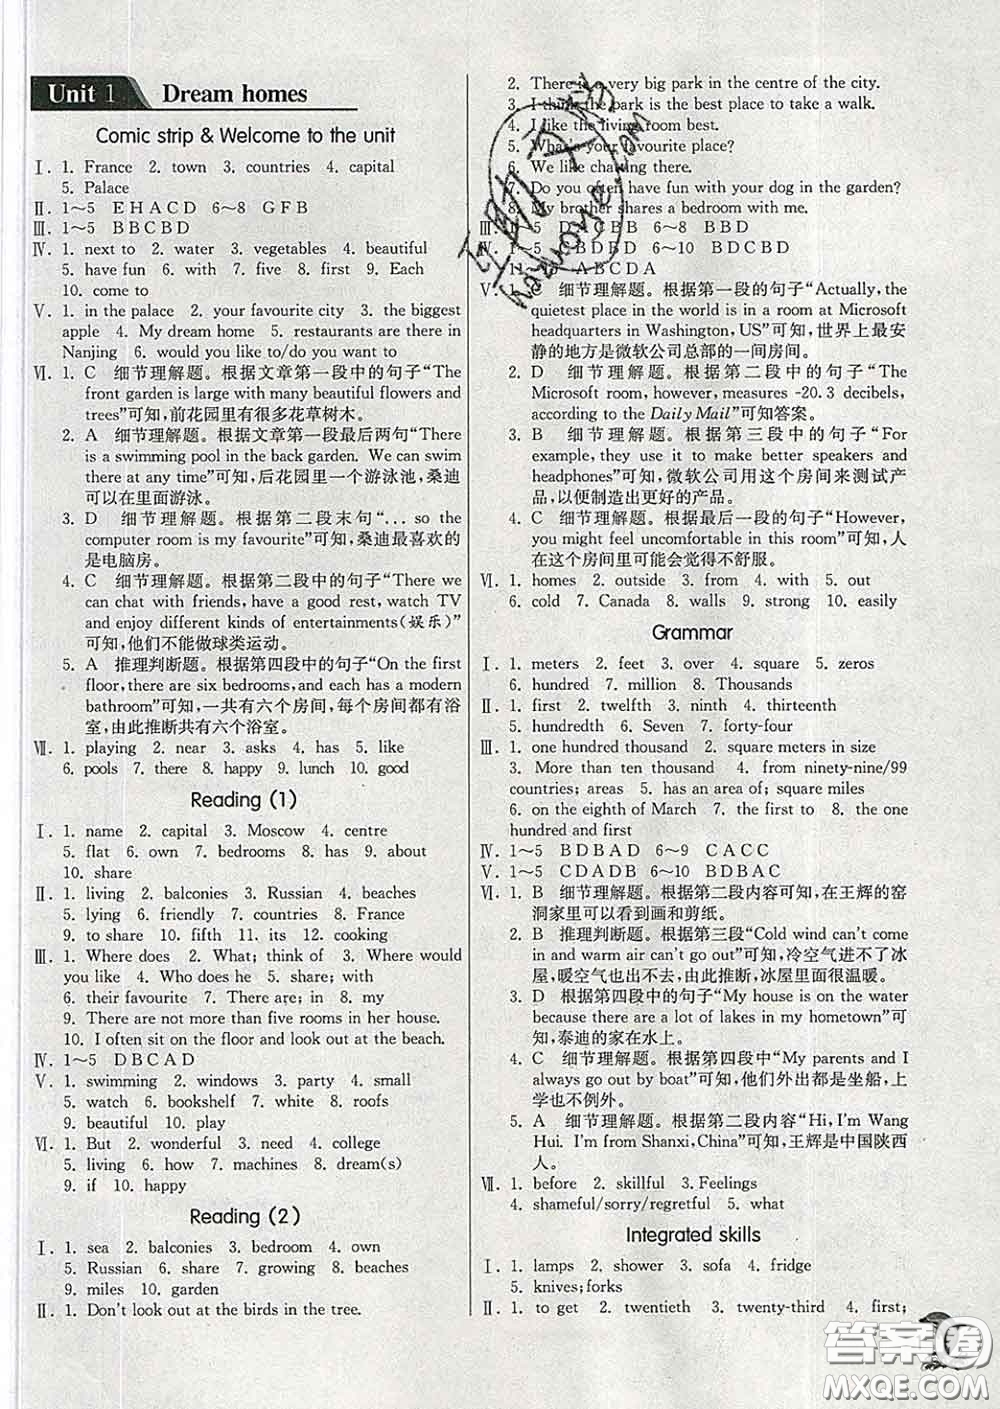 Unit 1 Dream homes
Comic strip & Welcome to the unit
Ⅰ. 1. France 2. town 3. countries 4. capital
5. Palace
Ⅱ. 1～5 E H A C D 6～8 G F B
Ⅲ. 1～5 B B C B D
Ⅳ. 1. next to 2. water 3. vegetables 4. beautiful
5. have fun 6. with 7. five 8. first 9. Each
10. come to
Ⅴ. 1. in the palace 2. your favourite city 3. the biggest
apple 4. My dream home 5. restaurants are there in
Nanjing 6. would you like to/do you want to
Ⅵ. 1. C 细节理解题。根据文章第一段中的句子“The
front garden is large with many beautiful flowers and
trees”可知,前花园里有很多花草树木。
2. A 细节理解题。根据文章第一段最后两句“There
is a swimming pool in the back garden. We can swim
there at any time”可知,后花园里一个游泳池,桑迪
可以在里面游泳。
3. D 细节理解题。根据第二段末句“... so the
computer room is my favourite”可知,桑迪最喜欢的
是电脑房。
4. C 细节理解题。根据第二段中的句子“There we
can chat with friends, have a good rest, watch TV
and enjoy different kinds of entertainments(娱乐)”
可知,他们不能做球类运动。
5. A 推理判断题。根据第四段中的句子“On the first
floor, there are six bedrooms, and each has a modern
bathroom”可知,一共有六个房间,每个房间都有浴
室,由此推断共有六个浴室。
Ⅶ. 1. playing 2. near 3. asks 4. has 5. like
6. pools 7. there 8. happy 9. lunch 10. good
Reading (1)
Ⅰ. 1. name 2. capital 3. Moscow 4. centre
5. flat 6. own 7. bedrooms 8. has 9. about
10. share
Ⅱ. 1. living 2. balconies 3. Russian 4. beaches
5. lying 6. friendly 7. countries 8. France
9. to share 10. fifth 11. its 12. cooking
Ⅲ. 1. Where does 2. What; think of 3. Where would
you like 4. Who does he 5. share; with
6. their favourite 7. There are; in 8. my
9. There are not more than five rooms in her house.
10. I often sit on the floor and look out at the beach.
Ⅳ. 1～5 D B C A D
Ⅴ. 1. swimming 2. windows 3. party 4. small
5. watch 6. bookshelf 7. white 8. roofs
9. beautiful 10. play
Ⅵ. 1. But 2. wonderful 3. need 4. college
5. living 6. how 7. machines 8. dream(s)
9. if 10. happy
Reading (2)
Ⅰ. 1. sea 2. balconies 3. bedroom 4. own
5. Russian 6. share 7. growing 8. beaches
9. miles 10. garden
Ⅱ. 1. Don't look out at the birds in the tree.
2. There is a very big park in the centre of the city.
3. I think the park is the best place to take a walk.
4. I like the living room best.
5. What's your favourite place?
6. We like chatting there.
7. Do you often have fun with your dog in the garden?
8. My brother shares a bedroom with me.
Ⅲ. 1～5 D A C B B 6～8 B B D
Ⅳ. 1～5 C B D B D 6～10 B D C B D
11～15 A B C D A
Ⅴ. 1. C 细节理解题。根据第一段的句子“Actually, the
quietest place in the world is in a room at Microsoft
headquarters in Washington, US”可知,世界上最安
静的地方是微软公司总部的一间房间。
2. D 细节理解题。根据第二段中的句子“The
Microsoft room, however, measures -20.3 decibels,
according to the Daily Mail”可知答案。
3. B 细节理解题。根据第三段中的句子“For
example, they use it to make better speakers and
headphones”可知,微软公司用这个房间来测试产
品,以便制造出更好的产品。
4. C 细节理解题。根据最后一段的句子“However,
you might feel uncomfortable in this room”可知,人
在这个房间里可能会觉得不舒服。
Ⅵ. 1. homes 2. outside 3. from 4. with 5. out
6. cold 7. Canada 8. walls 9. strong 10. easily
Grammar
Ⅰ. 1. meters 2. feet 3. over 4. square 5. zeros
6. hundred 7. million 8. Thousands
Ⅱ. 1. first 2. twelfth 3. ninth 4. thirteenth
5. hundredth 6. Seven 7. forty-four
Ⅲ. 1. one hundred thousand 2. square meters in size
3. More than ten thousand 4. from ninety-nine/99
countries; areas 5. has an area of; square miles
6. on the eighth of March 7. the first to 8. the one
hundred and first
Ⅳ. 1～5 B D B A D 6～9 C A C C
Ⅴ. 1～5 C D A D B 6～10 B D B A C
Ⅵ. 1. B 细节理解题。根据第二段内容可知,在王辉的窑
洞家里可以看到画和剪纸。
2. B 推理判断题。根据第三段“Cold wind can't come
in and warm air can't go out”可知,冷空气进不了冰
屋,暖空气也出不去,由此推断,冰屋里面很温暖。
3. D 根据第四段中的句子“My house is on the water
because there are a lot of lakes in my hometown”可
知,泰迪的家在水上。
4. C 细节理解题。根据第四段中“My parents and I
always go out by boat”可知,他们外出都是坐船,上
学也不例外。
5. A 细节理解题。根据第二段内容“Hi, I'm Wang
Hui. I'm from Shanxi, China”可知,王辉是中国陕西
人。
Ⅶ. 1. before 2. skillful 3. Feelings
4. shameful/sorry/regretful 5. what
Integrated skills
Ⅰ. 1. lamps 2. shower 3. sofa 4. fridge
5. knives; forks
Ⅱ. 1. to get 2. twentieth 3. twenty-third 4. first;
答案圈
MXQE.COM